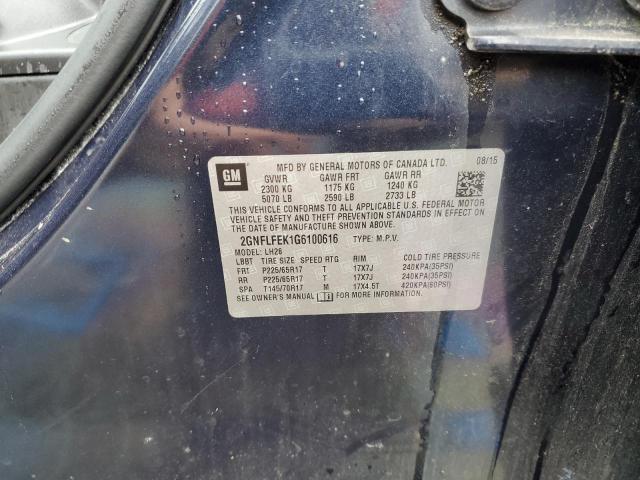 GM MFD BY GENERAL MOTORS OF CANADA LTD. 08/15
GVWR GAWR FRT GAWR RR
2300 KG 1175 KG 1240 KG
5070 LB 2590 LB 2733 LB
THIS VEHICLE CONFORMS TO ALL APPLICABLE U.S. FEDERAL MOTOR
VEHICLE SAFETY AND THEFT PREVENTION STANDARDS IN EFFECT ON
THE DATE OF MANUFACTURE SHOWN ABOVE.
2GNFLFEK1G6100616 TYPE: M.P.V.
MODEL: LH26
LBBT TIRE SIZE SPEED RTG RIM COLD TIRE PRESSURE
FRT P225/65R17 T 17X7J 240KPA(35PSI)
RR P225/65R17 T 17X7J 240KPA(35PSI)
SPA T145/70R17 M 17X4.5T 420KPA(60PSI)
SEE OWNER'S MANUAL FOR MORE INFORMATION.